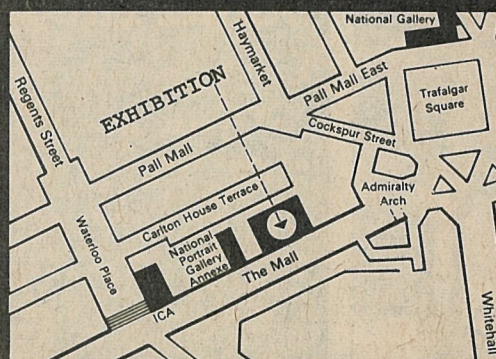 National Gallery
Haymarket
Regents Street
EXHIBITION
Pall Mall East
Trafalgar
Square
Cockspur Street
Pall Mall
Admiralty
Arch
Carlton House Terrace
Waterloo Place
National
Portrait
Gallery
Annexe
The Mall
ICA
Whitehall